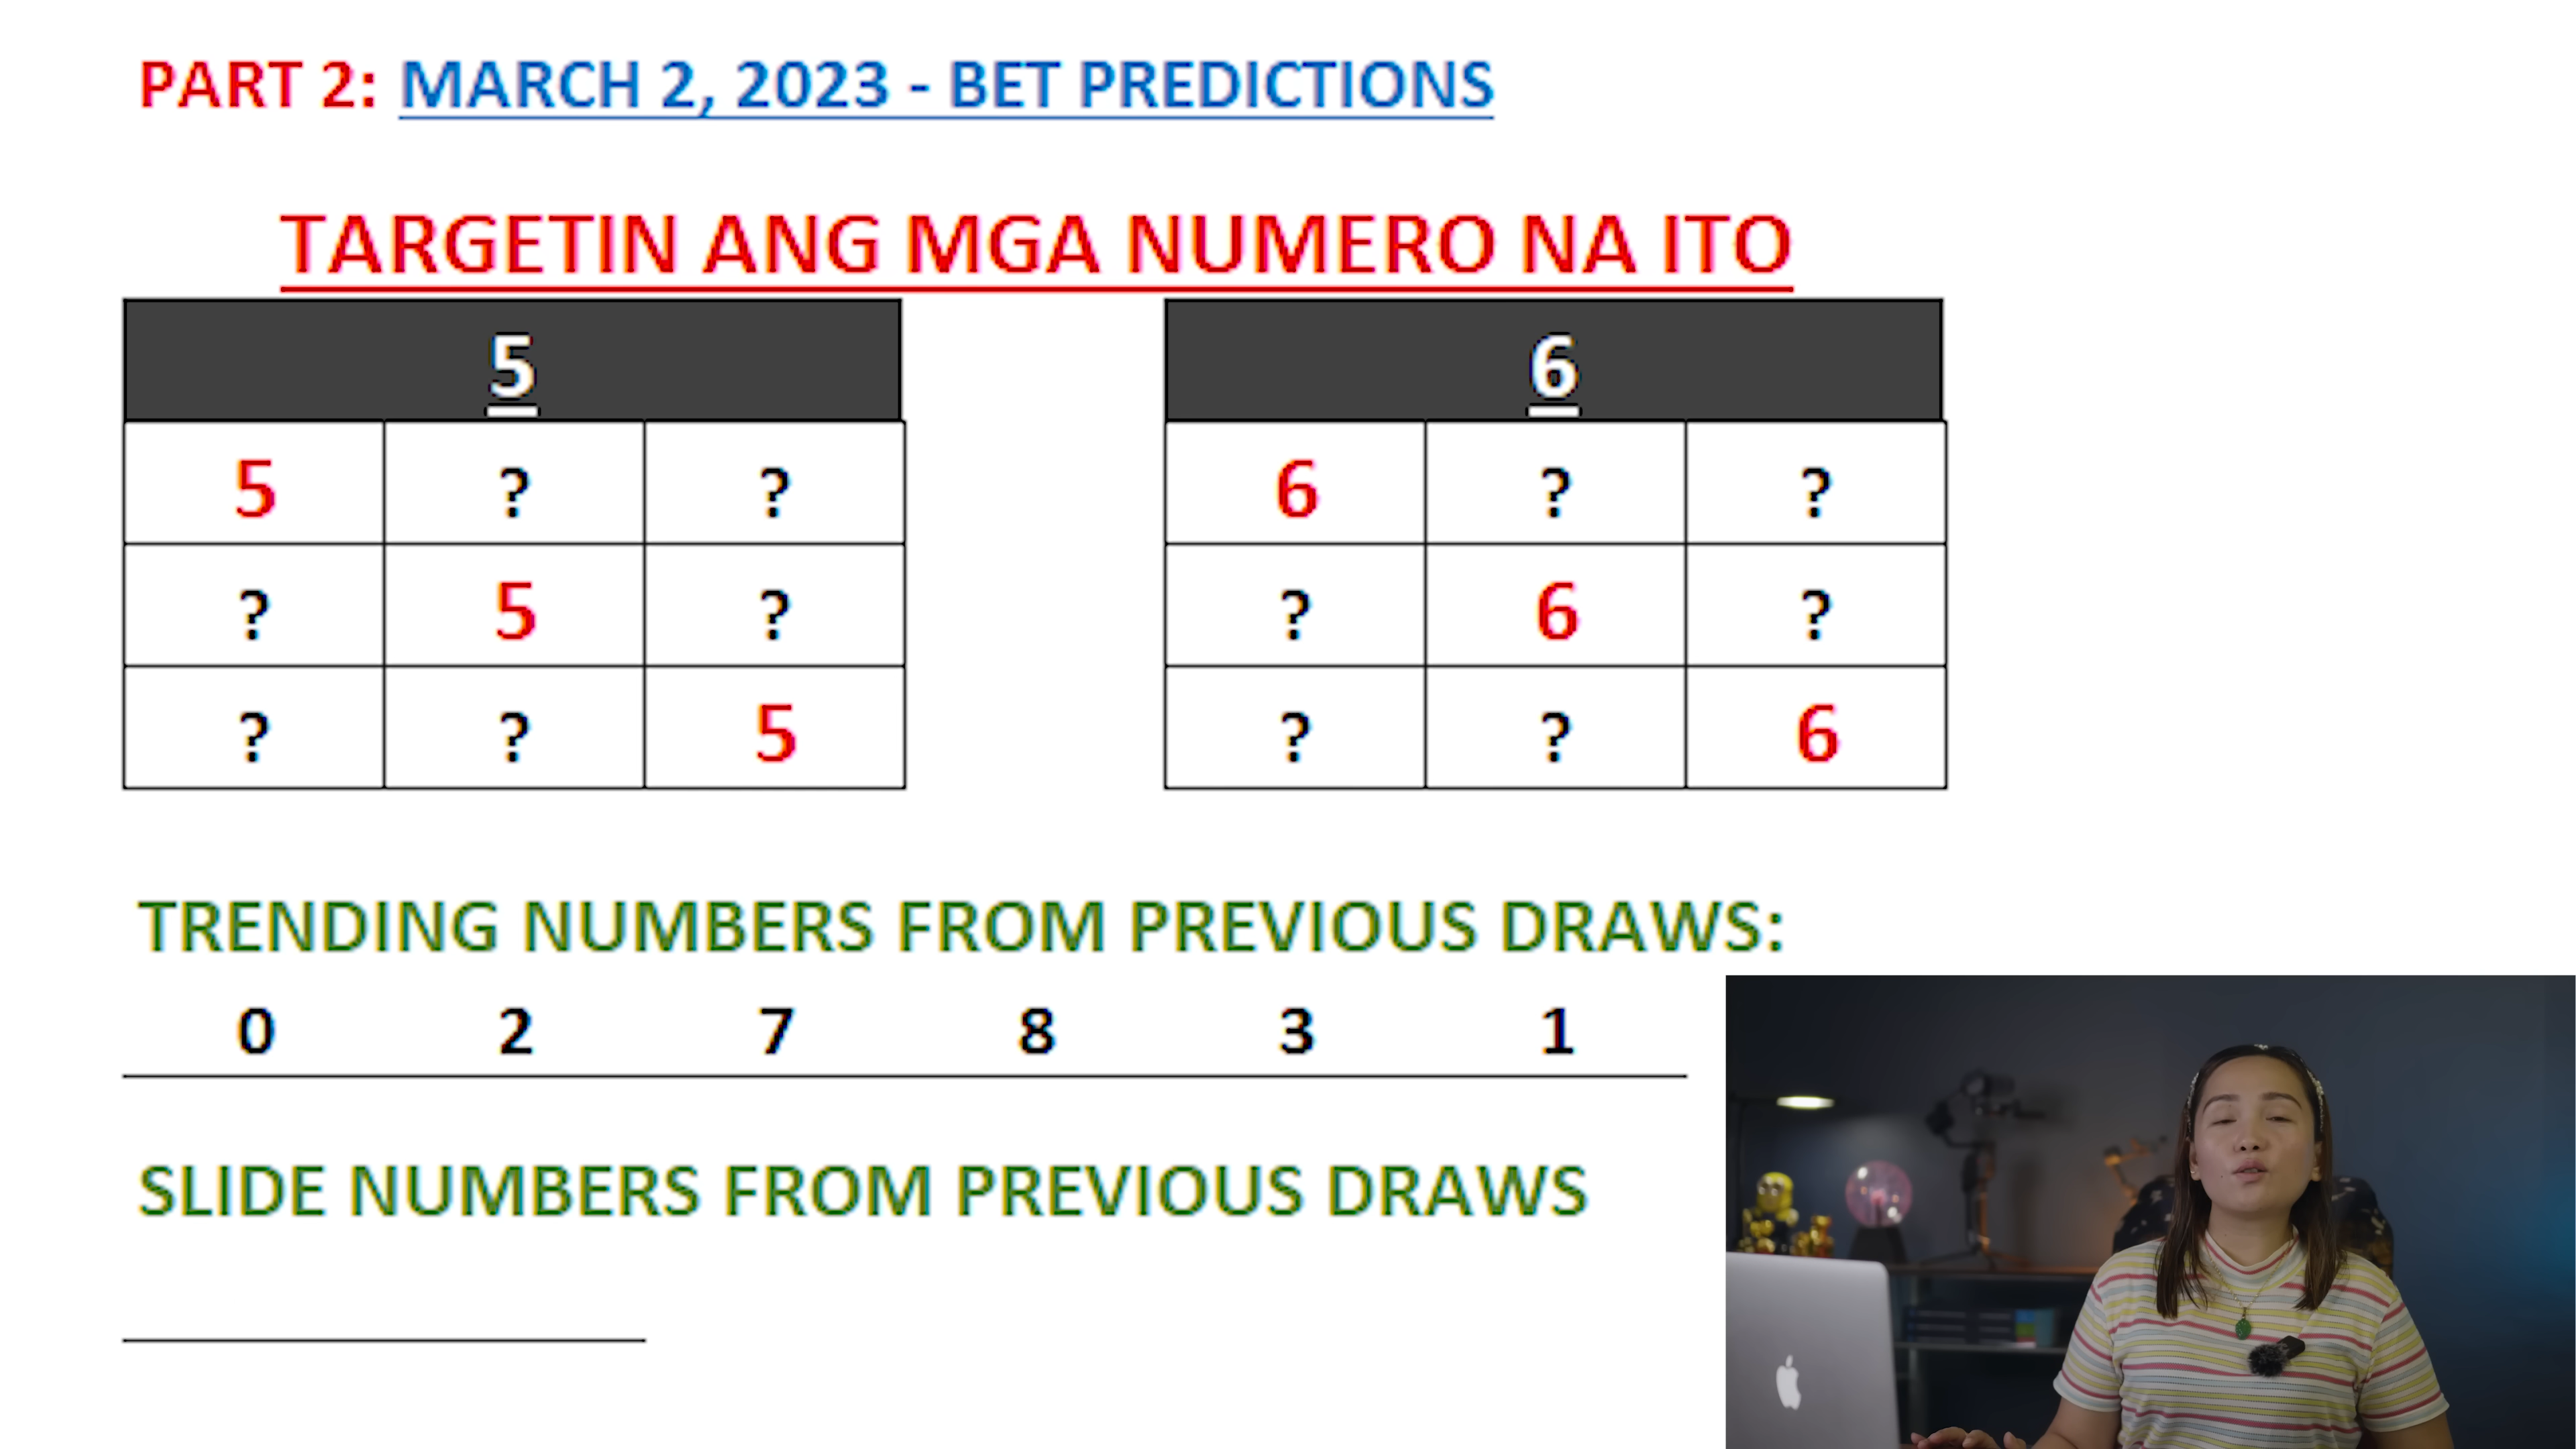 PART 2: MARCH 2, 2023 - BET PREDICTIONS
TARGETIN ANG MGA NUMERO NA ITO
5
5 ? ?
? 5 ?
? ? 5
6
6 ? ?
? 6 ?
? ? 6
TRENDING NUMBERS FROM PREVIOUS DRAWS:
0 2 7 8 3 1
SLIDE NUMBERS FROM PREVIOUS DRAWS